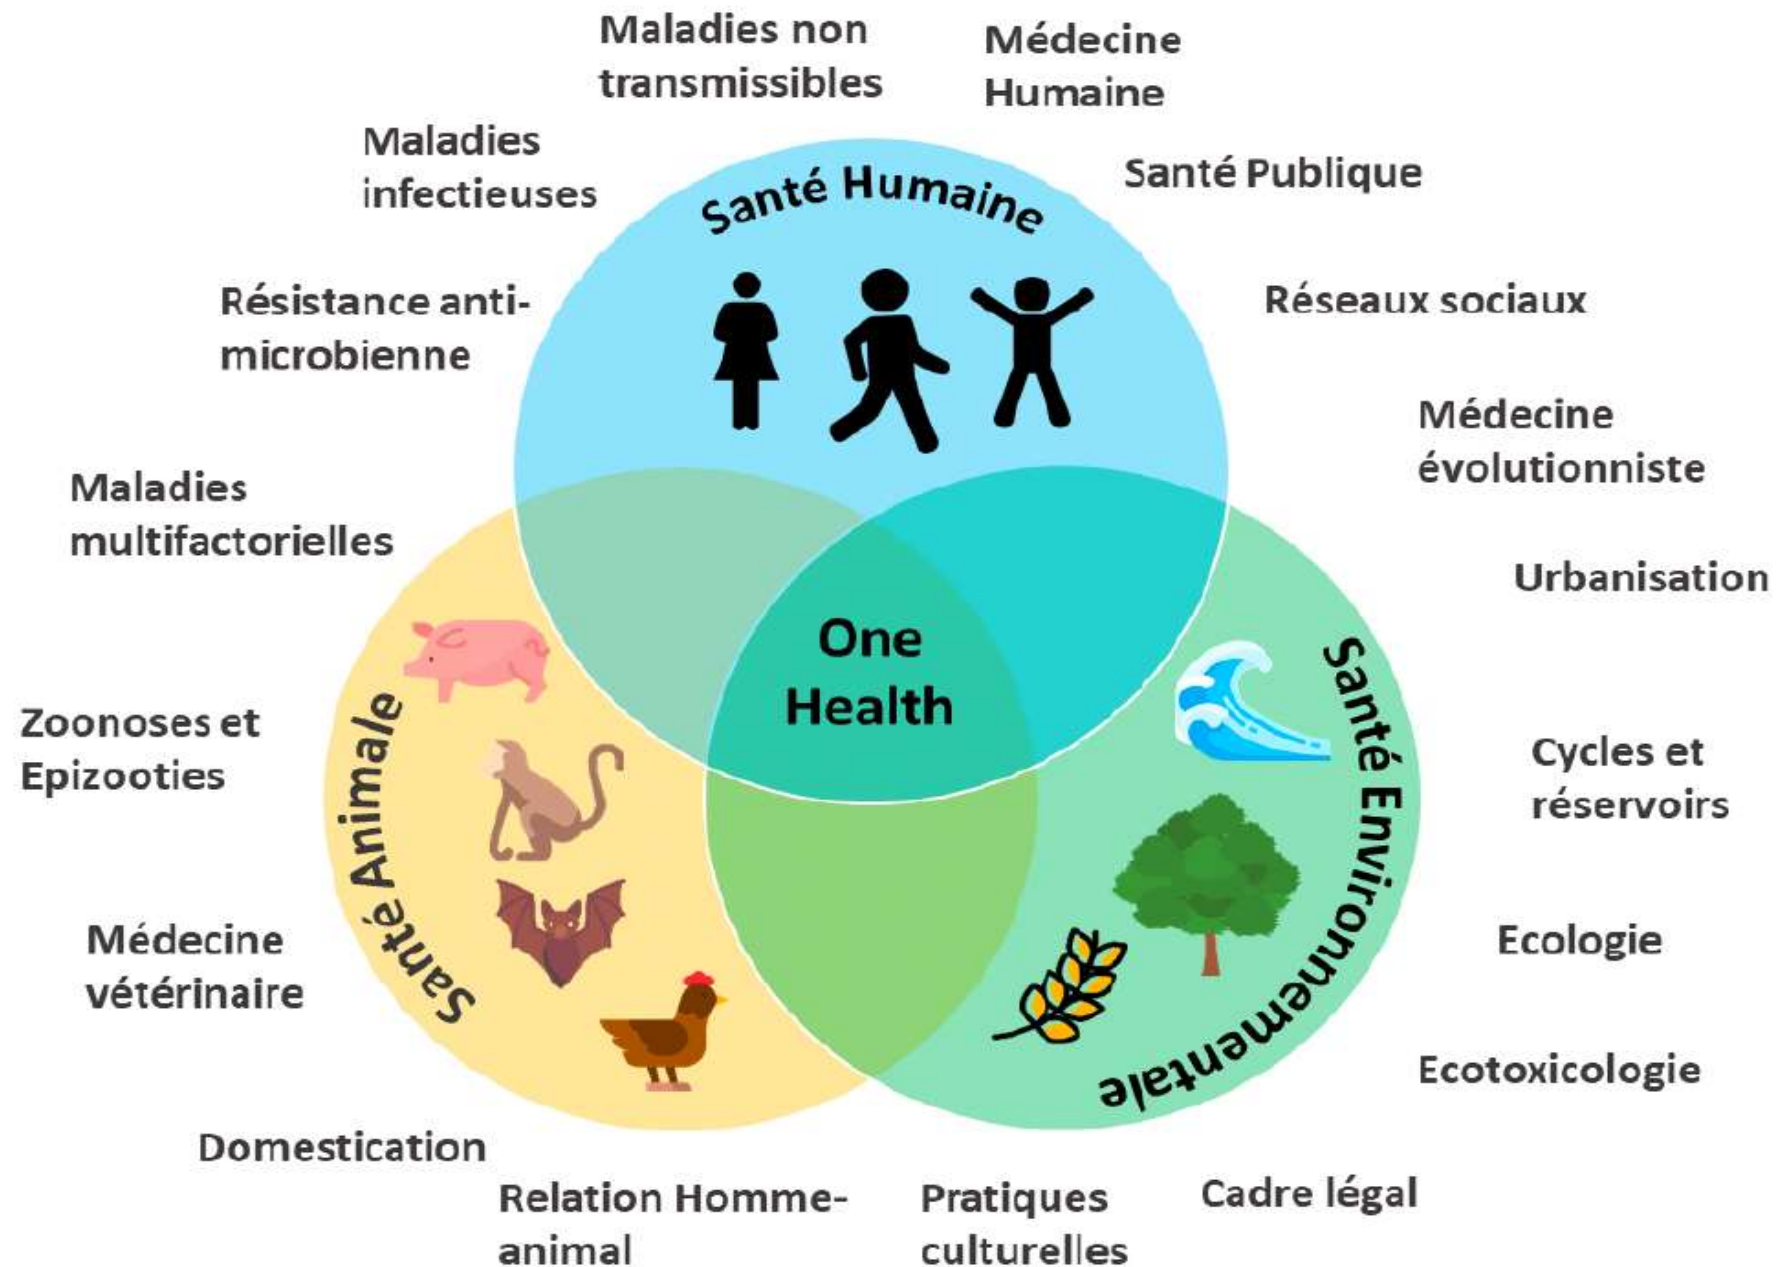 Maladies non
transmissibles
Médecine
Humaine
Maladies
infectieuses
Santé Publique
Santé Humaine
Résistance anti-
microbienne
Réseaux sociaux
Médecine
évolutionniste
Maladies
multifactorielles
Urbanisation
One
Health
Zoonoses et
Epizooties
Santé Animale
Santé Environnementale
Cycles et
réservoirs
Médecine
vétérinaire
Ecologie
Ecotoxicologie
Domestication
Relation Homme-
animal
Pratiques
culturelles
Cadre légal